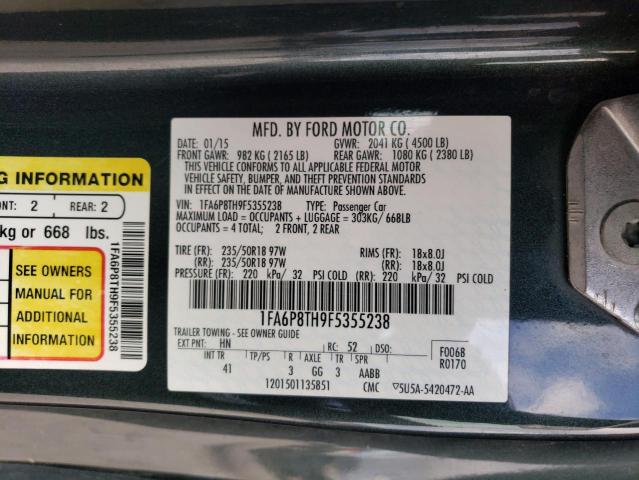 NG INFORMATION
ONT: 2 REAR: 2
kg or 668 lbs.
SEE OWNERS
MANUAL FOR
ADDITIONAL
INFORMATION
1FA6P8TH9F5355238
MFD. BY FORD MOTOR CO.
DATE: 01/15 GVWR: 2041 KG ( 4500 LB)
FRONT GAWR: 982 KG ( 2165 LB) REAR GAWR: 1080 KG ( 2380 LB)
THIS VEHICLE CONFORMS TO ALL APPLICABLE FEDERAL MOTOR
VEHICLE SAFETY, BUMPER, AND THEFT PREVENTION STANDARDS
IN EFFECT ON THE DATE OF MANUFACTURE SHOWN ABOVE.
VIN: 1FA6P8TH9F5355238 TYPE: Passenger Car
MAXIMUM LOAD = OCCUPANTS + LUGGAGE = 303KG/ 668LB
OCCUPANTS = 4 TOTAL; 2 FRONT, 2 REAR
TIRE (FR): 235/50R18 97W RIMS (FR): 18x8.0J
(RR): 235/50R18 97W (RR): 18x8.0J
PRESSURE (FR): 220 kPa/ 32 PSI COLD (RR): 220 kPa/ 32 PSI COLD
1FA6P8TH9F5355238
TRAILER TOWING - SEE OWNER GUIDE
EXT PNT: HN RC: 52 DSO: F0068
INT TR TP/PS R AXLE TR SPR R0170
41 3 GG 3 AABB
1201501135851 CMC 5U5A-5420472-AA